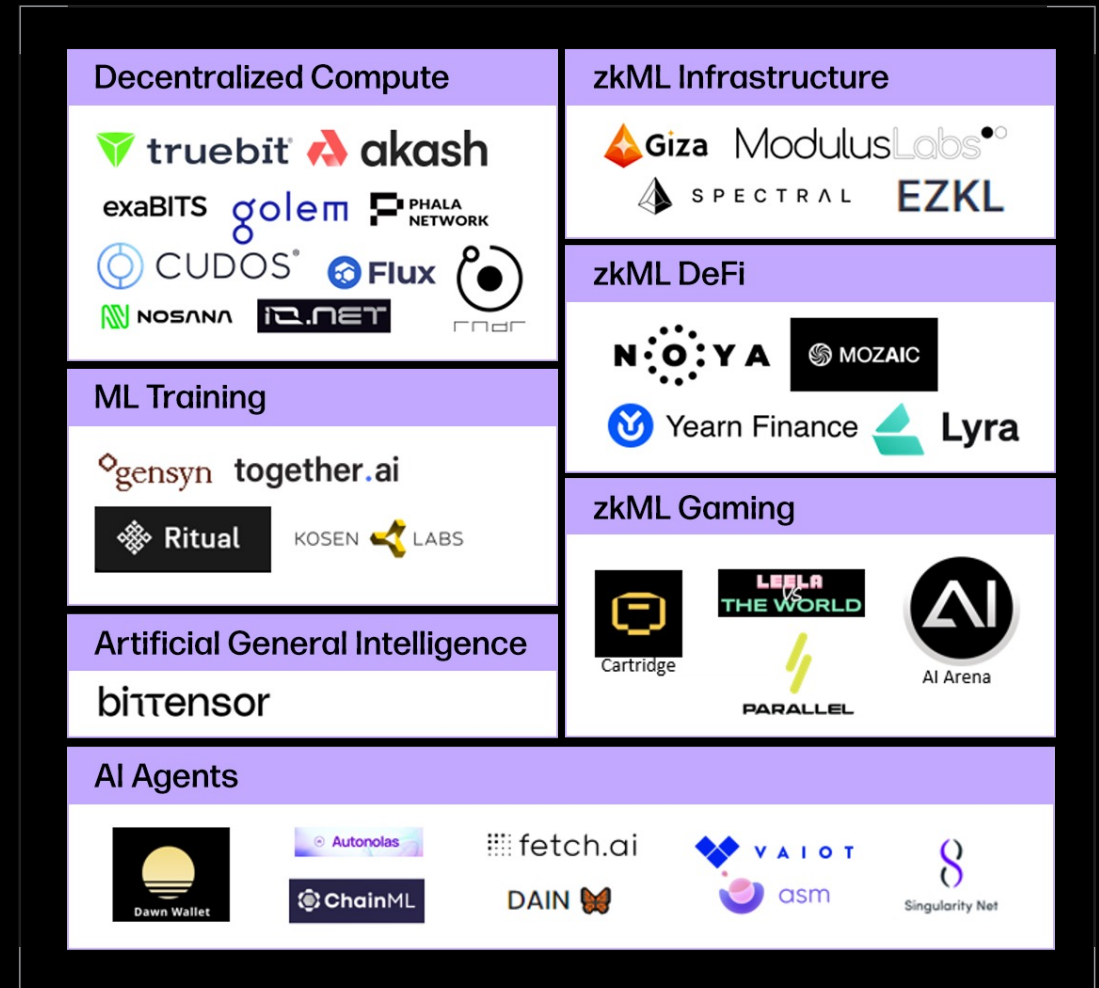 Decentralized Compute
truebit akash
exaBITS golem PHALA NETWORK
CUDOS Flux rndr
NOSANA io.net
ML Training
gensyn together.ai
Ritual KOSEN LABS
Artificial General Intelligence
bittensor
zkML Infrastructure
Giza ModulusLabs
SPECTRAL EZKL
zkML DeFi
NOYA MOZAIC
Yearn Finance Lyra
zkML Gaming
LEELA
VS
THE WORLD
AI
Cartridge
AI Arena
PARALLEL
AI Agents
Autonolas fetch.ai VAIOT
ChainML DAIN asm
Dawn Wallet Singularity Net